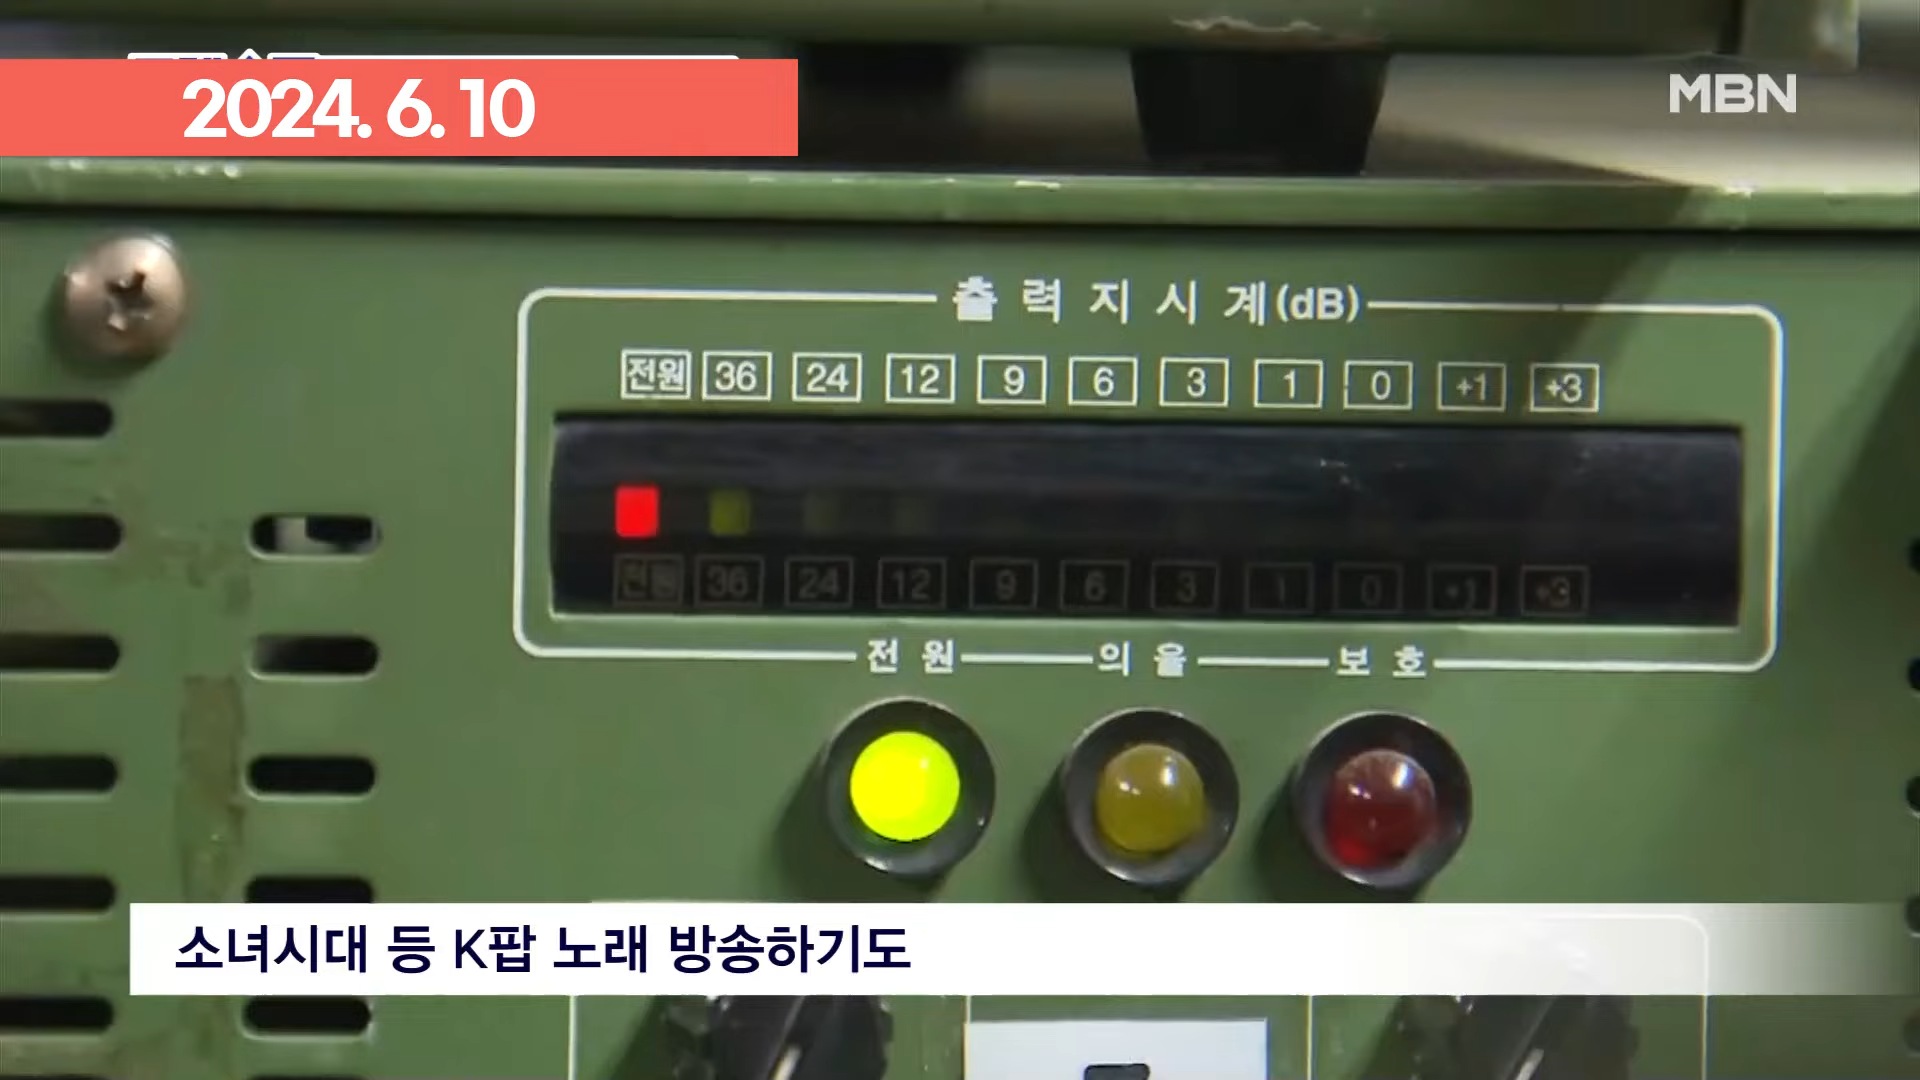 2024. 6. 10
MBN
출력지시계(dB)
전원 36 24 12 9 6 3 1 0 +1 +3
전원 36 24 12 9 6 3 1 0 +1 +3
전원 의율 보호
소녀시대 등 K팝 노래 방송하기도